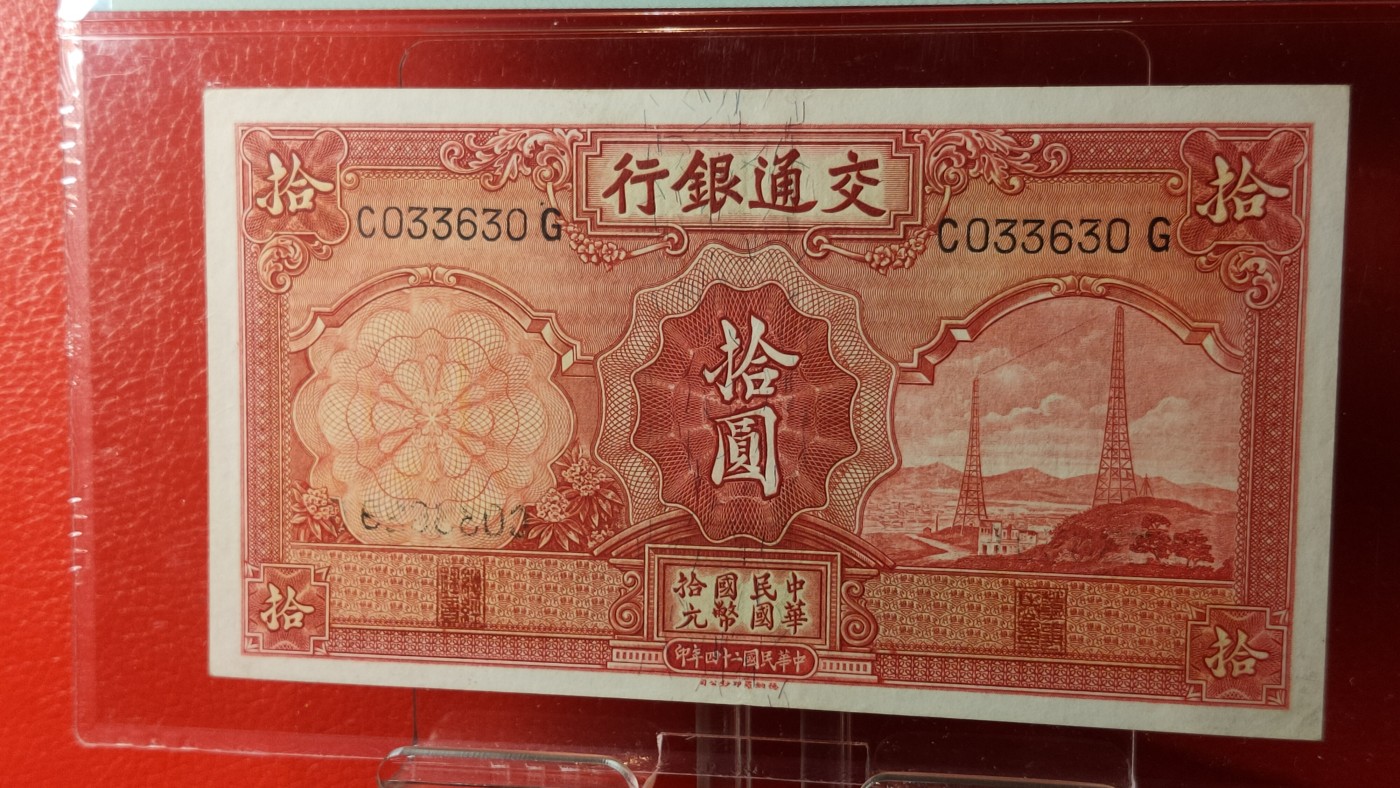 交通銀行
拾
拾
C033630 G
C033630 G
拾圓
中華民國國幣拾元
拾
拾
中華民國二十四年印